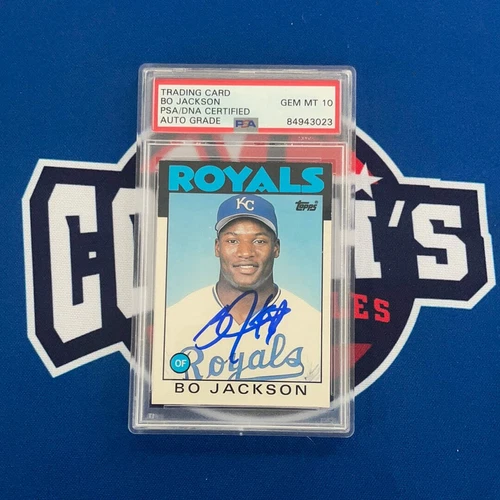 TRADING CARD
BO JACKSON GEM MT 10
PSA/DNA CERTIFIED
AUTO GRADE PSA 84943023
ROYALS
Topps
KC
Royals
OF
BO JACKSON